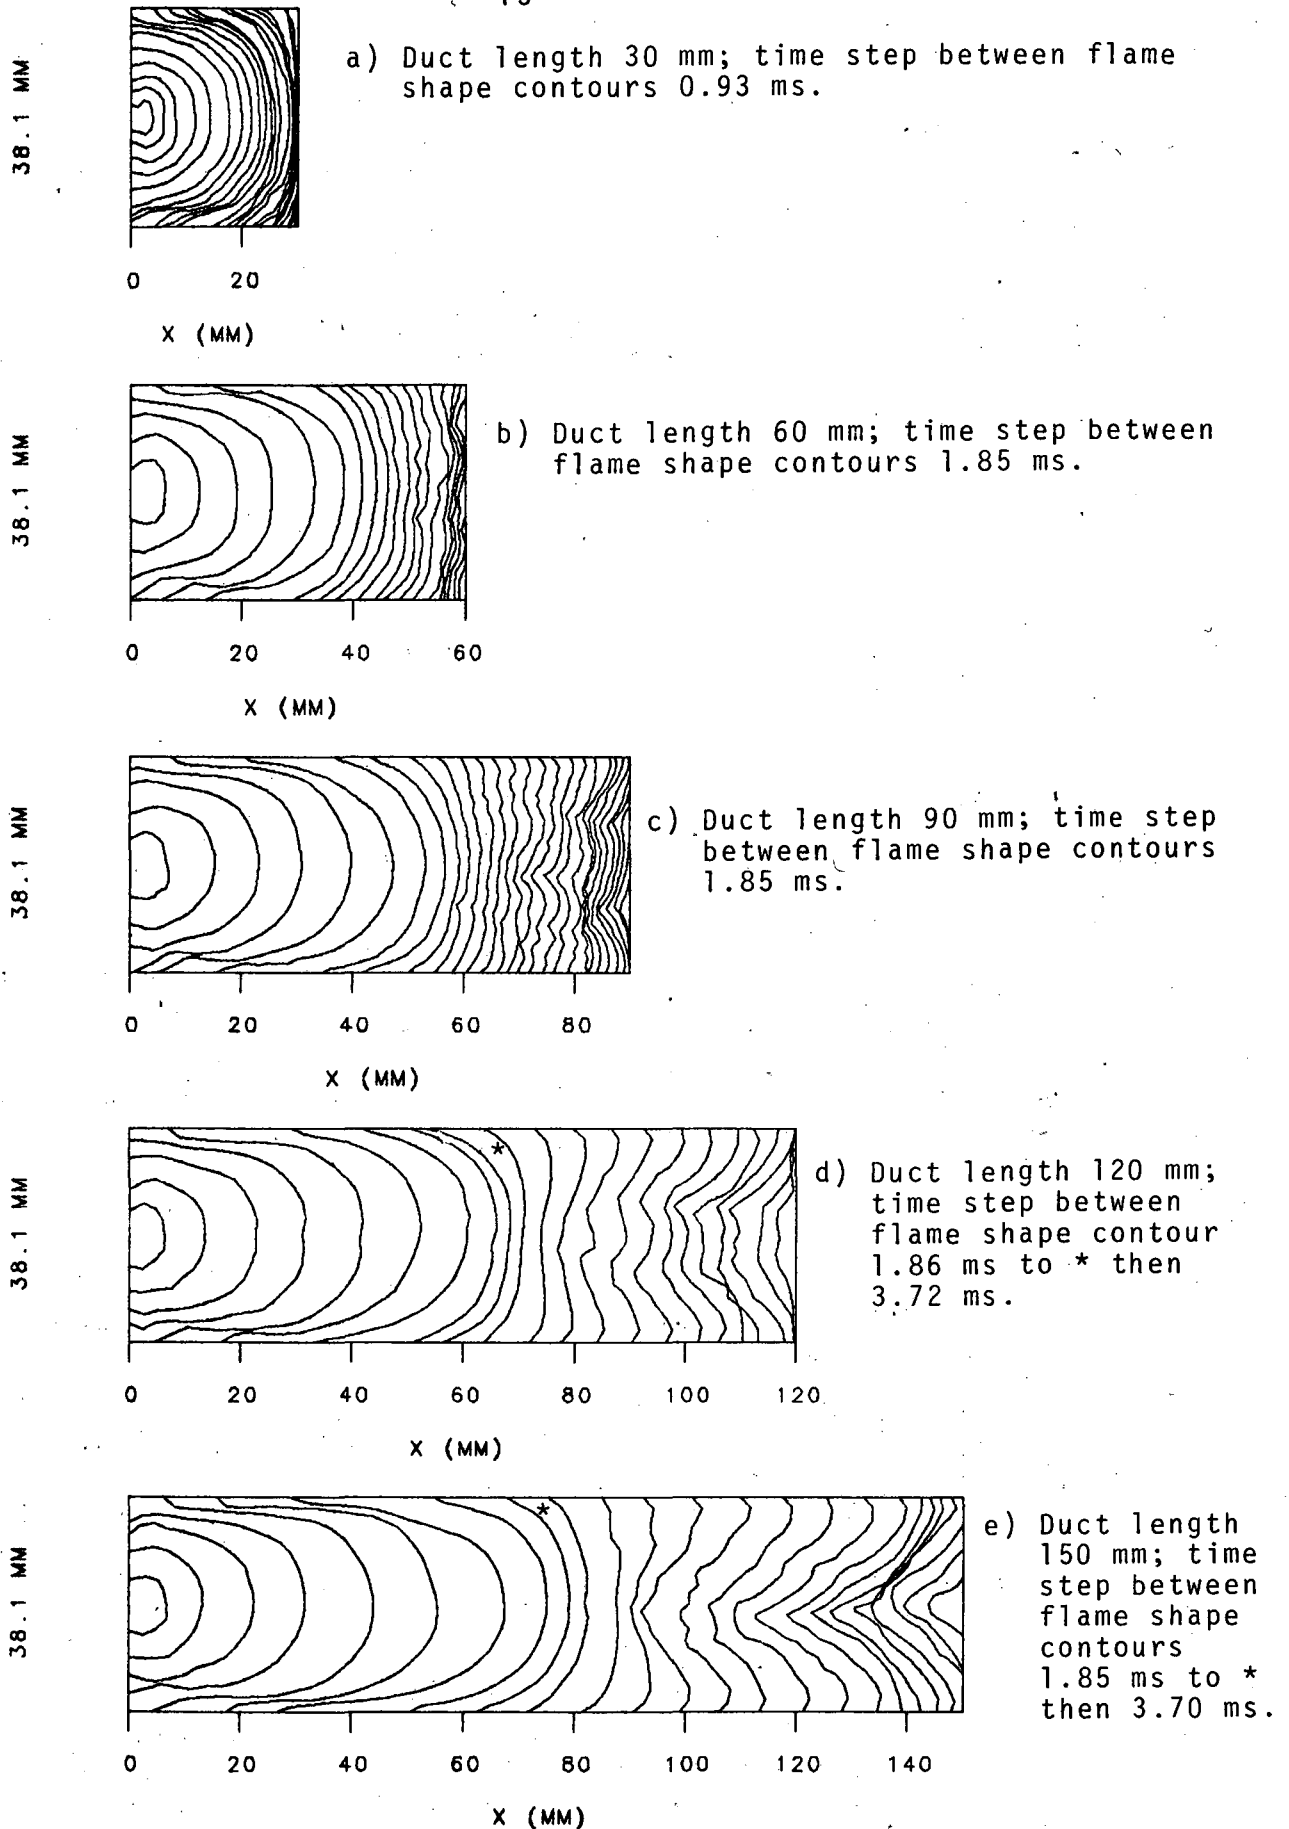 38.1 MM
a) Duct length 30 mm; time step between flame
shape contours 0.93 ms.
0 20
X (MM)
38.1 MM
b) Duct length 60 mm; time step between
flame shape contours 1.85 ms.
0 20 40 60
X (MM)
38.1 MM
c) Duct length 90 mm; time step
between flame shape contours
1.85 ms.
0 20 40 60 80
X (MM)
38.1 MM
*
d) Duct length 120 mm;
time step between
flame shape contour
1.86 ms to * then
3.72 ms.
0 20 40 60 80 100 120
X (MM)
38.1 MM
*
e) Duct length
150 mm; time
step between
flame shape
contours
1.85 ms to *
then 3.70 ms.
0 20 40 60 80 100 120 140
X (MM)